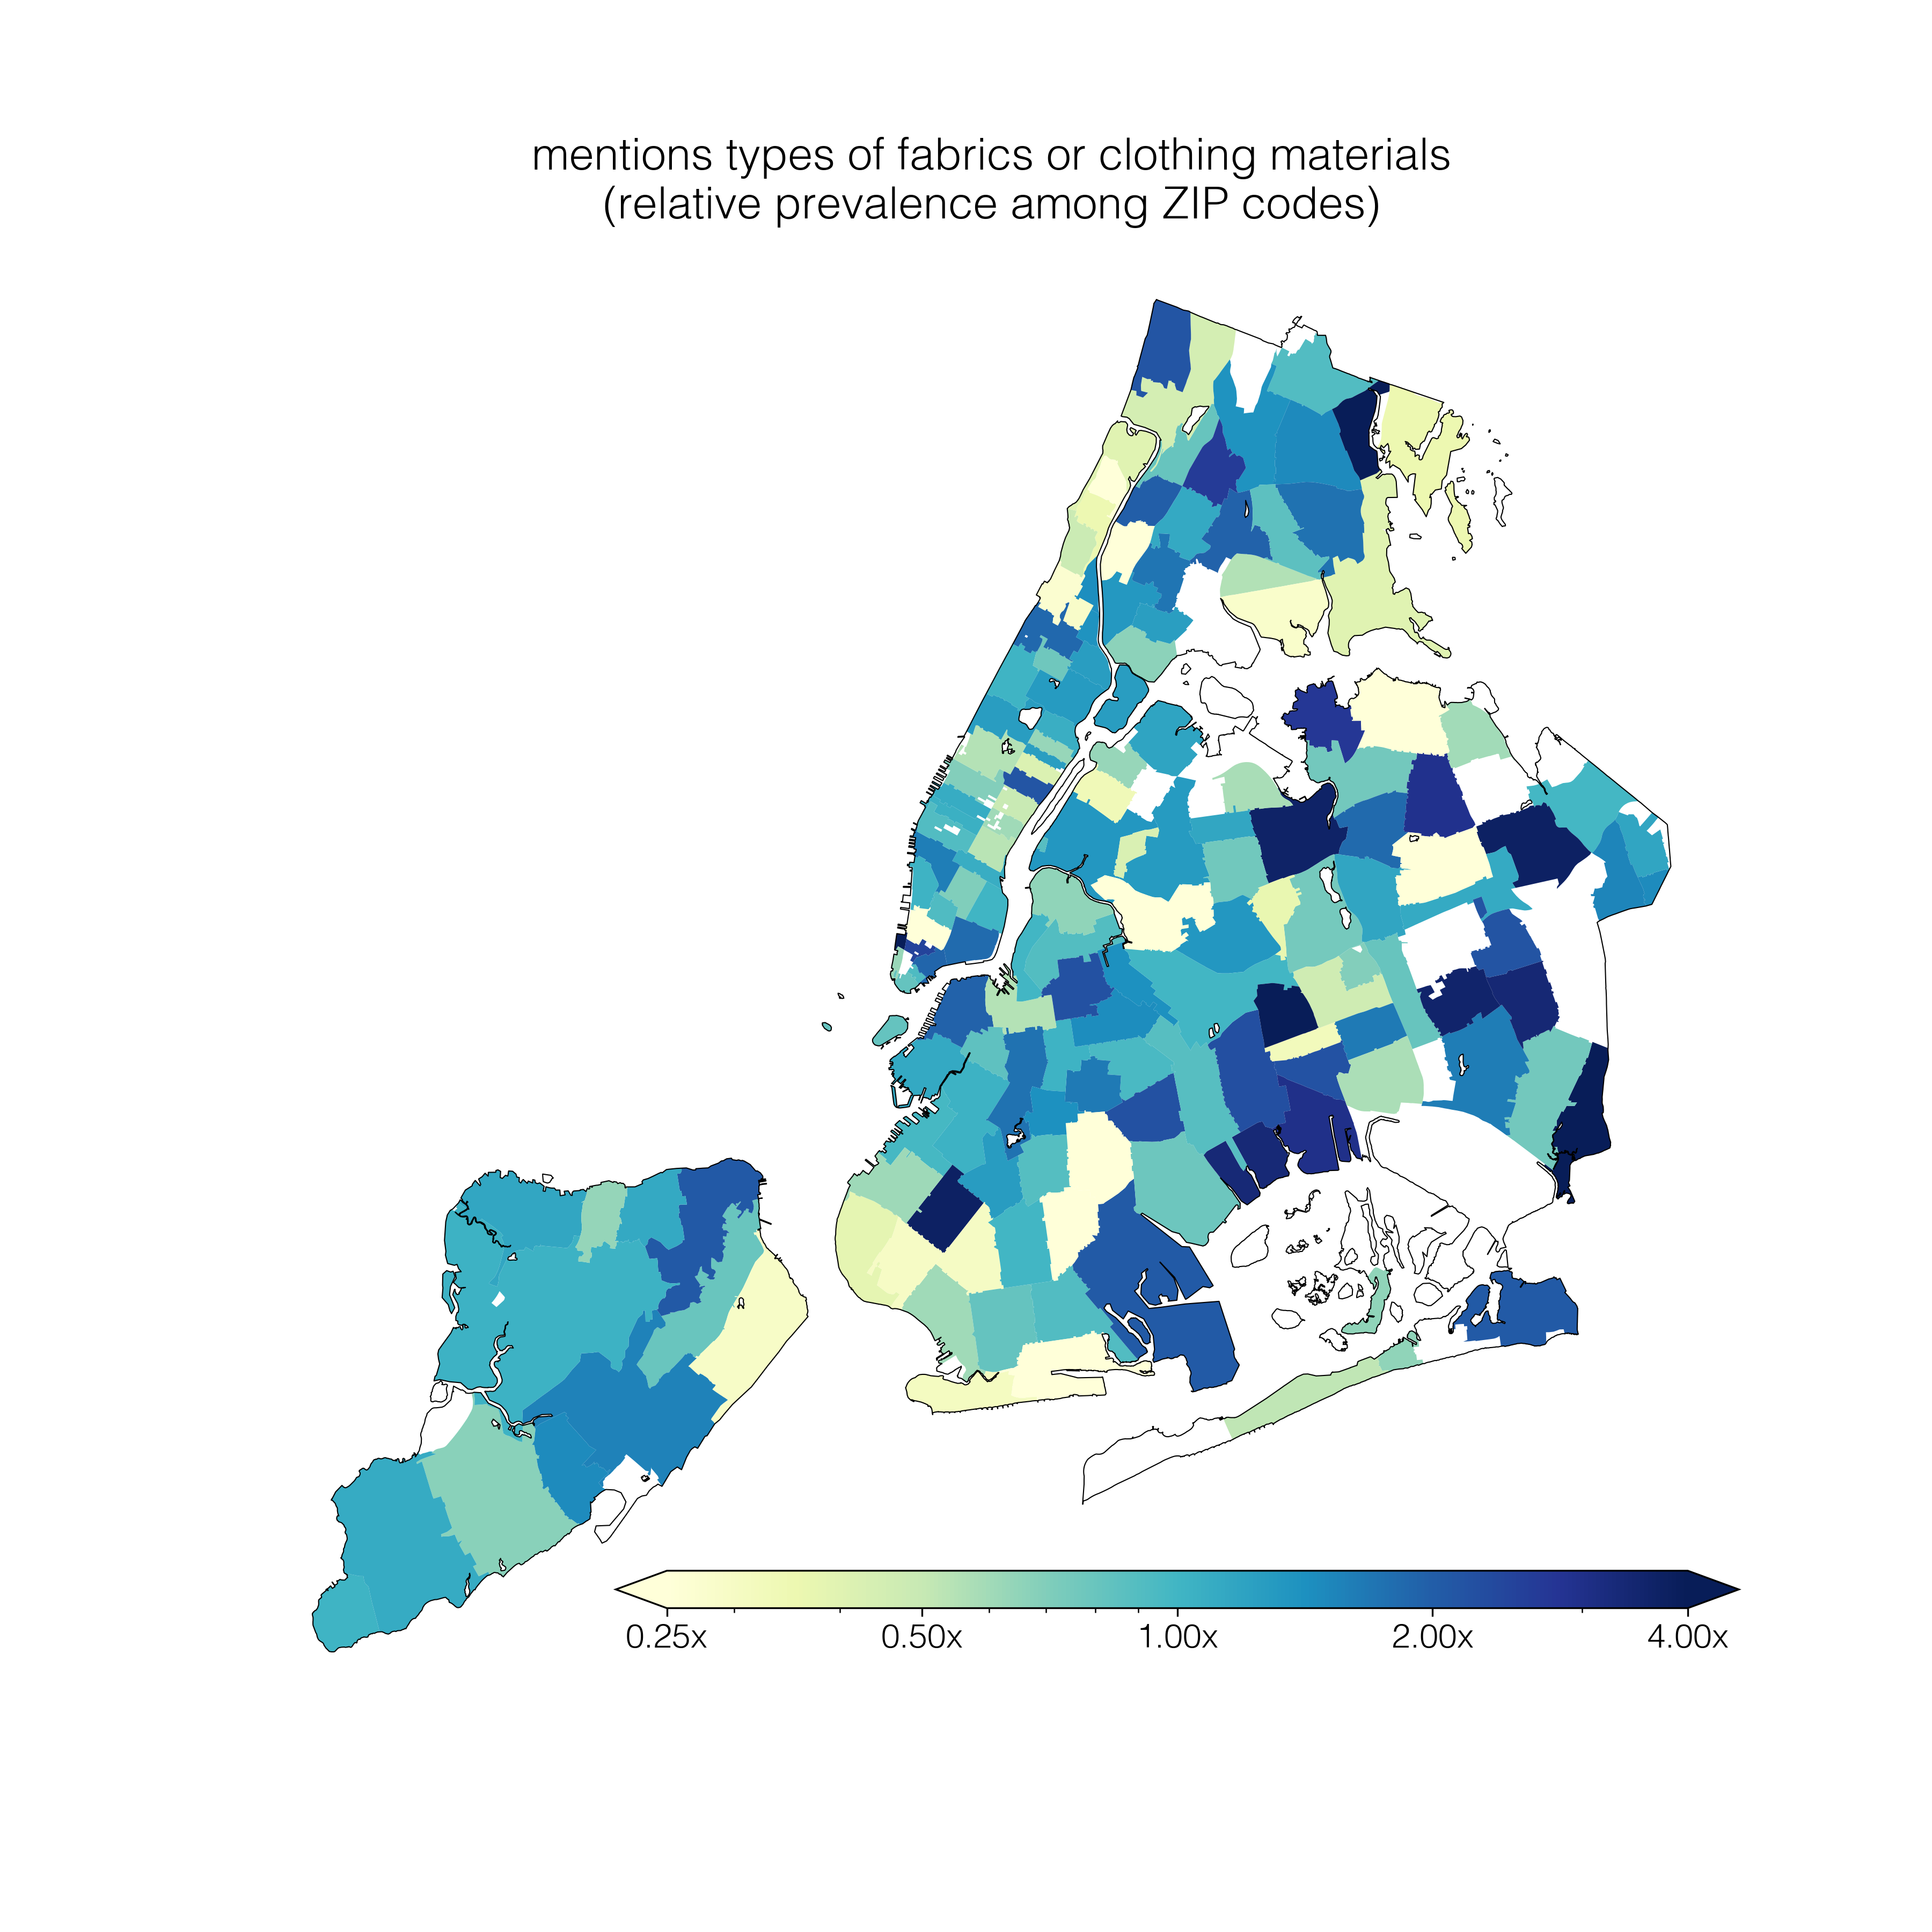 mentions types of fabrics or clothing materials
(relative prevalence among ZIP codes)
0.25x 0.50x 1.00x 2.00x 4.00x